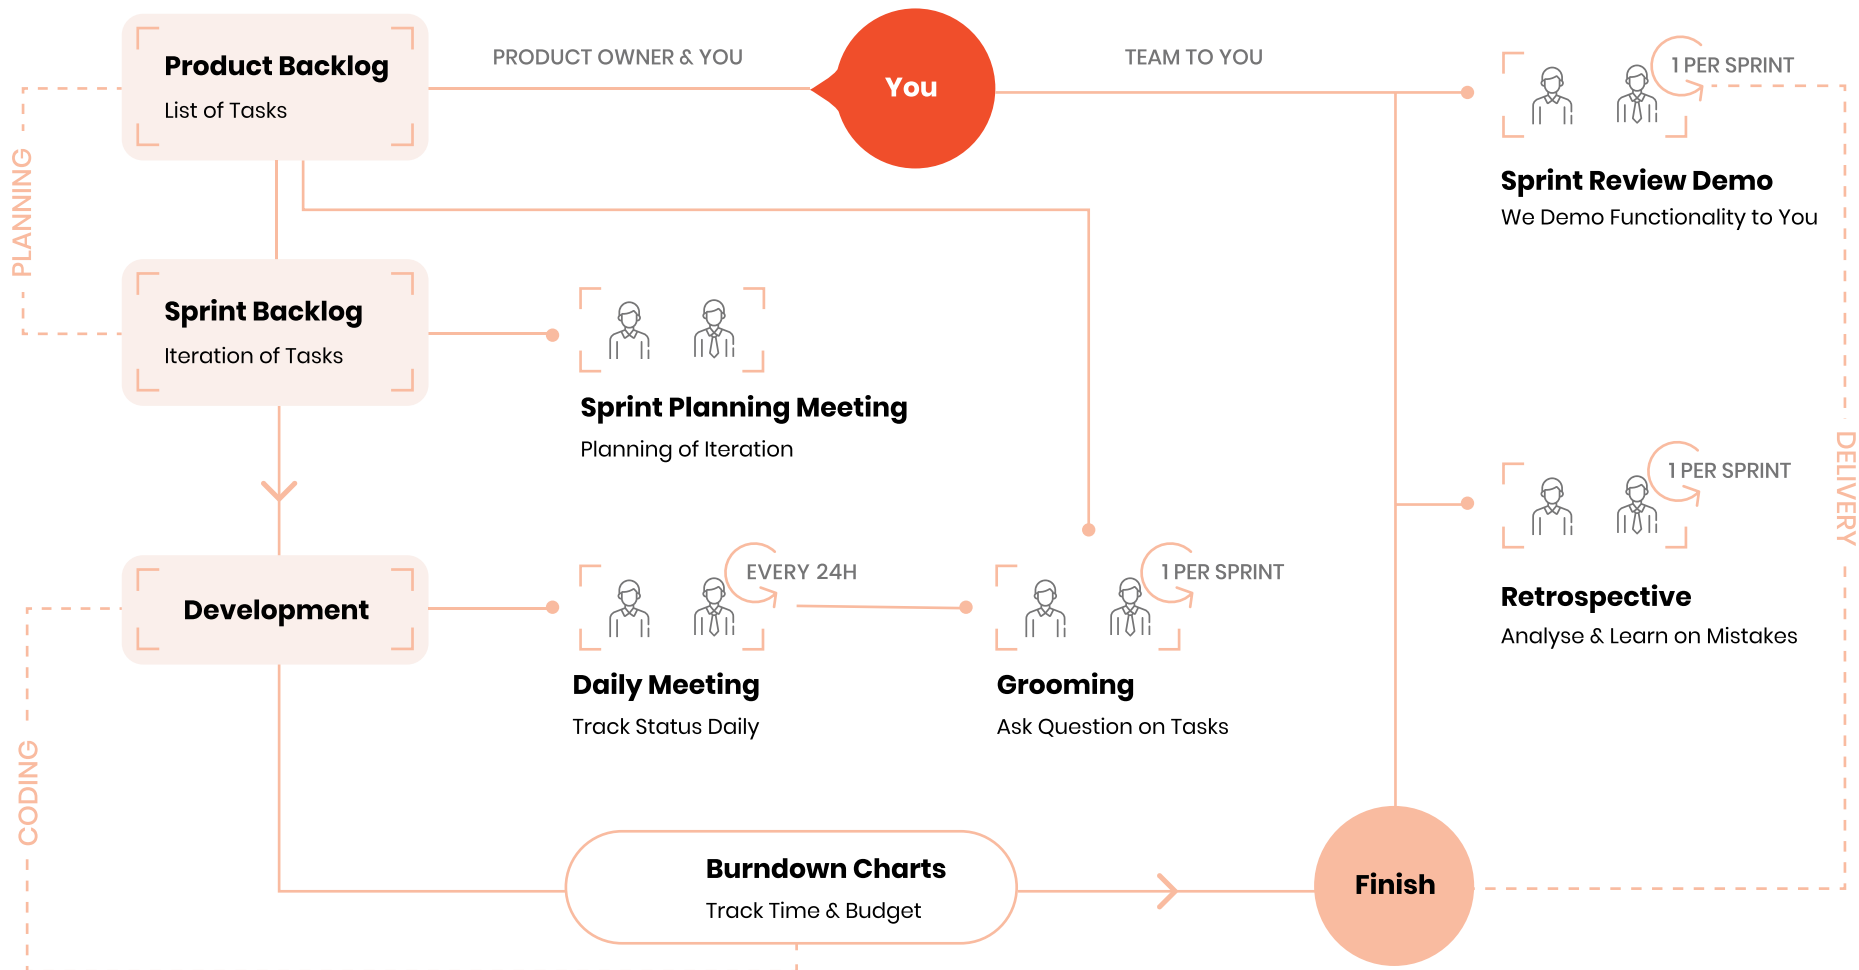 PRODUCT OWNER & YOU
TEAM TO YOU
You
Product Backlog
List of Tasks
1 PER SPRINT
Sprint Review Demo
We Demo Functionality to You
PLANNING
Sprint Backlog
Iteration of Tasks
Sprint Planning Meeting
Planning of Iteration
1 PER SPRINT
Retrospective
Analyse & Learn on Mistakes
DELIVERY
Development
EVERY 24H
Daily Meeting
Track Status Daily
1 PER SPRINT
Grooming
Ask Question on Tasks
CODING
Burndown Charts
Track Time & Budget
Finish